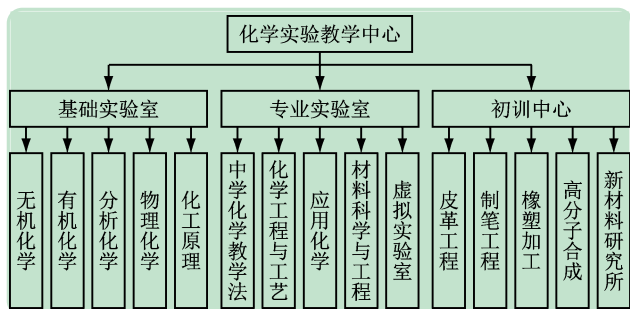 化学实验教学中心
基础实验室
专业实验室
初训中心
无机化学
有机化学
分析化学
物理化学
化工原理
中学化学教学法
化学工程与工艺
应用化学
材料科学与工程
虚拟实验室
皮革工程
制笔工程
橡塑加工
高分子合成
新材料研究所